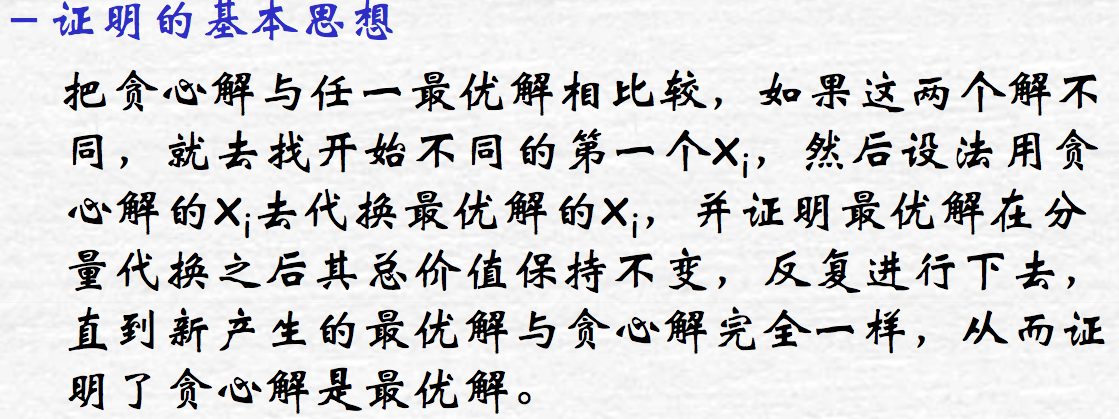 －证明的基本思想
把贪心解与任一最优解相比较，如果这两个解不
同，就去找开始不同的第一个xi，然后设法用贪
心解的xi去代换最优解的xi，并证明最优解在分
量代换之后其总价值保持不变，反复进行下去，
直到新产生的最优解与贪心解完全一样，从而证
明了贪心解是最优解。